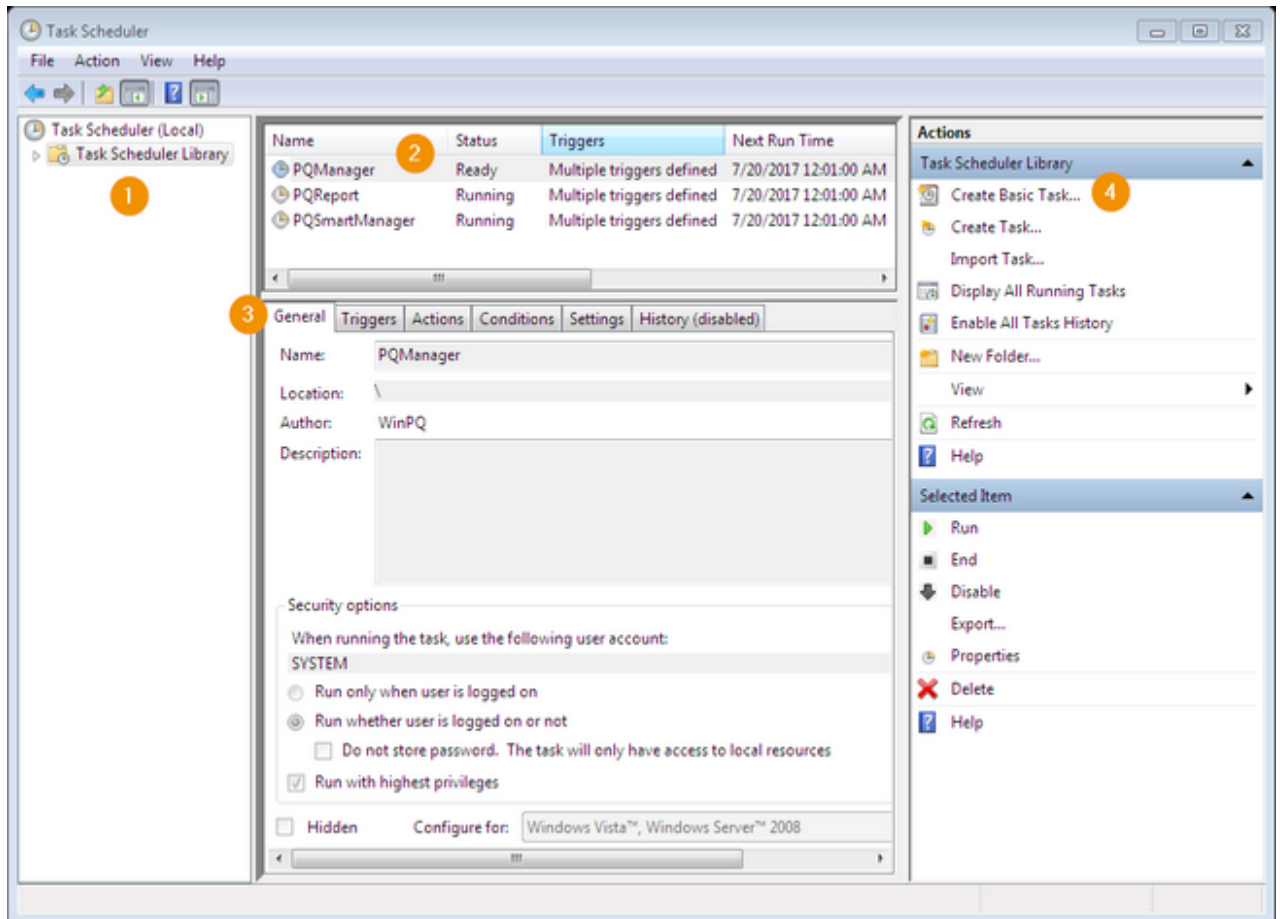 Task Scheduler
File Action View Help
Task Scheduler (Local)
Task Scheduler Library
1
Name Status Triggers Next Run Time
2
PQManager Ready Multiple triggers defined 7/20/2017 12:01:00 AM
PQReport Running Multiple triggers defined 7/20/2017 12:01:00 AM
PQSmartManager Running Multiple triggers defined 7/20/2017 12:01:00 AM
3
General Triggers Actions Conditions Settings History (disabled)
Name: PQManager
Location: \
Author: WinPQ
Description:
Security options
When running the task, use the following user account:
SYSTEM
Run only when user is logged on
Run whether user is logged on or not
Do not store password. The task will only have access to local resources
Run with highest privileges
Hidden Configure for: Windows Vista™, Windows Server™ 2008
Actions
Task Scheduler Library
Create Basic Task... 4
Create Task...
Import Task...
Display All Running Tasks
Enable All Tasks History
New Folder...
View
Refresh
Help
Selected Item
Run
End
Disable
Export...
Properties
Delete
Help